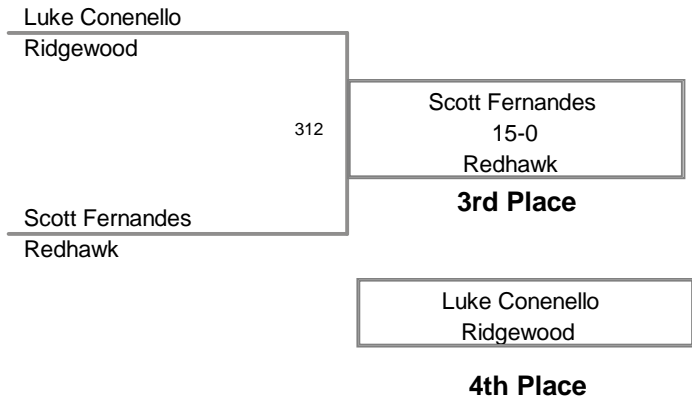 Luke Conenello
Ridgewood
312
Scott Fernandes
15-0
Redhawk
3rd Place
Scott Fernandes
Redhawk
Luke Conenello
Ridgewood
4th Place